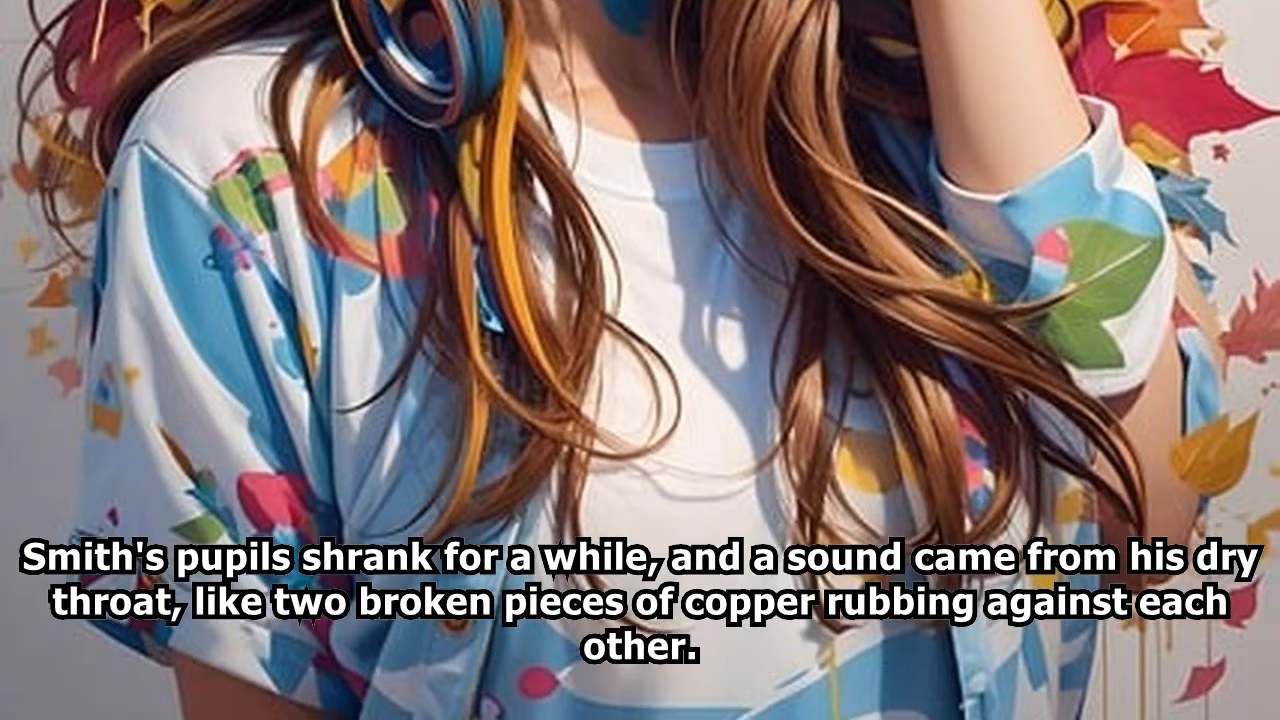 Smith's pupils shrank for a while, and a sound came from his dry
throat, like two broken pieces of copper rubbing against each
other.